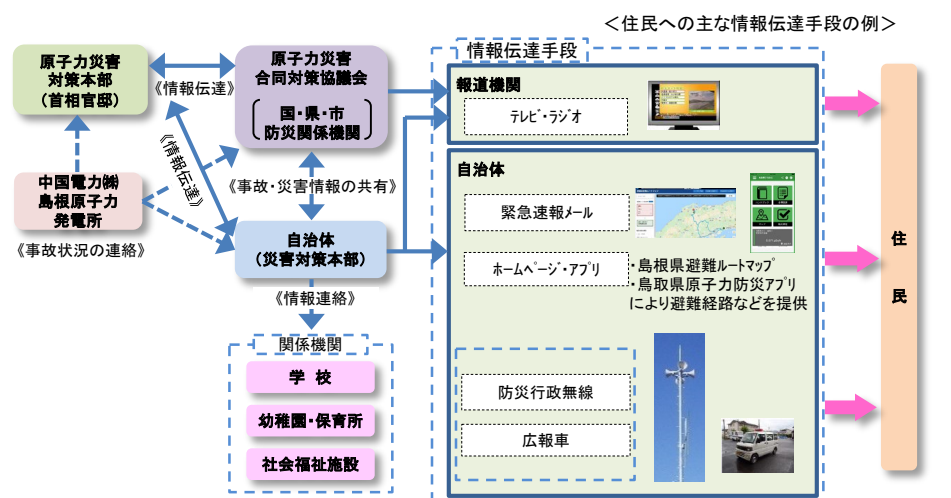 ＜住民への主な情報伝達手段の例＞
原子力災害
対策本部
（首相官邸）
《情報伝達》
原子力災害
合同対策協議会
国・県・市
防災関係機関
《情報伝達》
中国電力㈱
島根原子力
発電所
《事故状況の連絡》
《事故・災害情報の共有》
自治体
（災害対策本部）
《情報連絡》
関係機関
学 校
幼稚園・保育所
社会福祉施設
情報伝達手段
報道機関
ﾃﾚﾋﾞ・ﾗｼﾞｵ
自治体
緊急速報ﾒｰﾙ
ﾎｰﾑﾍﾟｰｼﾞ・ｱﾌﾟﾘ
・島根県避難ﾙｰﾄﾏｯﾌﾟ
・鳥取県原子力防災ｱﾌﾟﾘ
により避難経路などを提供
防災行政無線
広報車
住
民